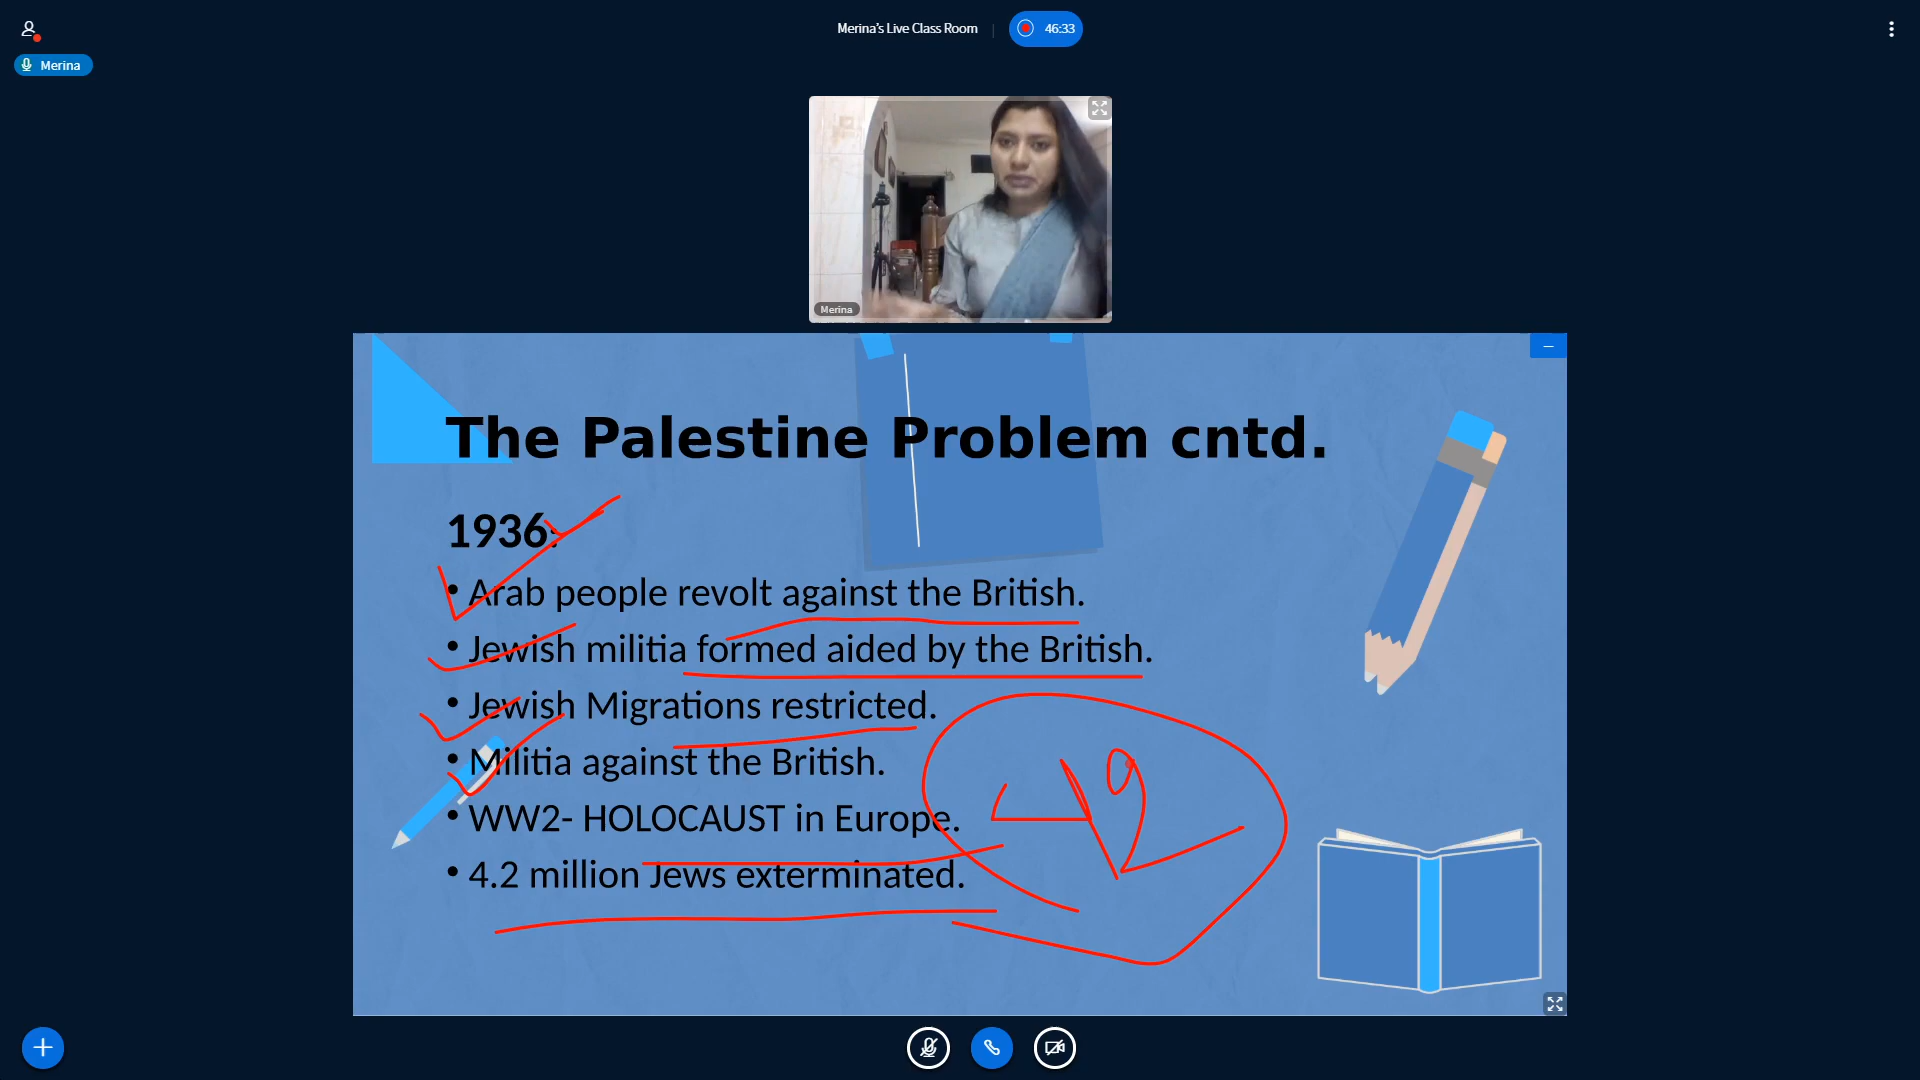 Merina's Live Class Room
46:33
Merina
Merina
The Palestine Problem cntd.
1936:
• Arab people revolt against the British.
• Jewish militia formed aided by the British.
• Jewish Migrations restricted.
• Militia against the British.
• WW2- HOLOCAUST in Europe.
• 4.2 million Jews exterminated.